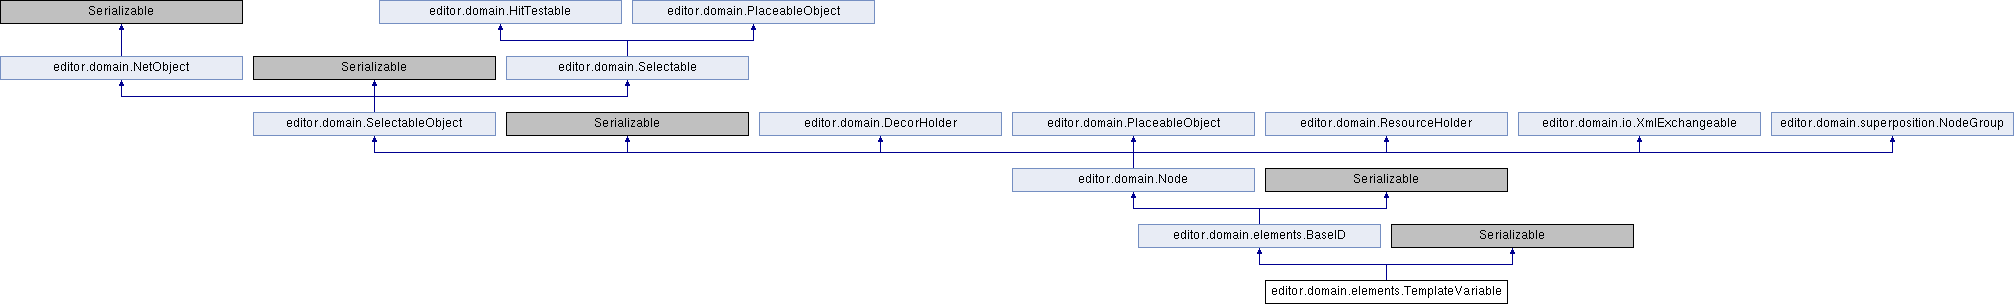 Serializable
editor.domain.HitTestable
editor.domain.PlaceableObject
editor.domain.NetObject
Serializable
editor.domain.Selectable
editor.domain.SelectableObject
Serializable
editor.domain.DecorHolder
editor.domain.PlaceableObject
editor.domain.ResourceHolder
editor.domain.io.XmlExchangeable
editor.domain.superposition.NodeGroup
editor.domain.Node
Serializable
editor.domain.elements.BaseID
Serializable
editor.domain.elements.TemplateVariable